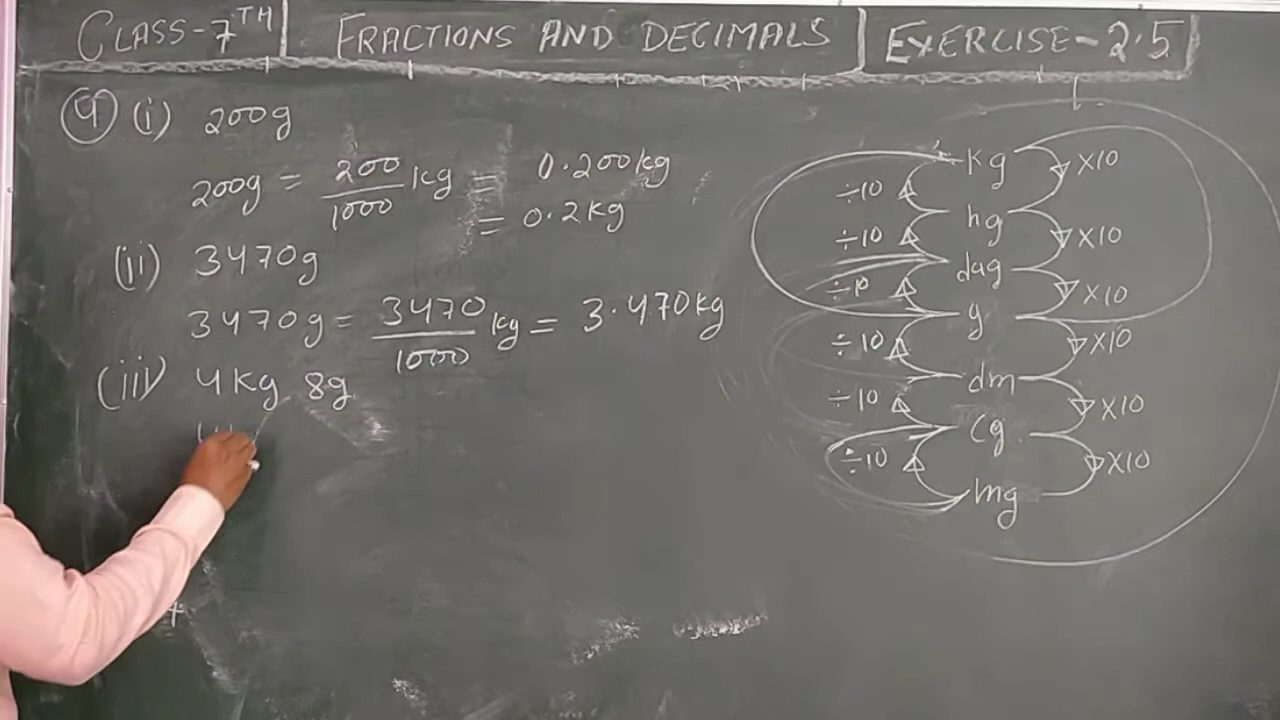 CLASS-7TH FRACTIONS AND DECIMALS EXERCISE-2.5
④ (i) 200g
200g = 200/1000 kg = 0.200kg
= 0.2kg
(ii) 3470g
3470g = 3470/1000 kg = 3.470kg
(iii) 4Kg 8g
Kg
÷10 ×10
hg
÷10 ×10
dag
÷10 ×10
g
÷10 ×10
dm
÷10 ×10
Cg
÷10 ×10
mg